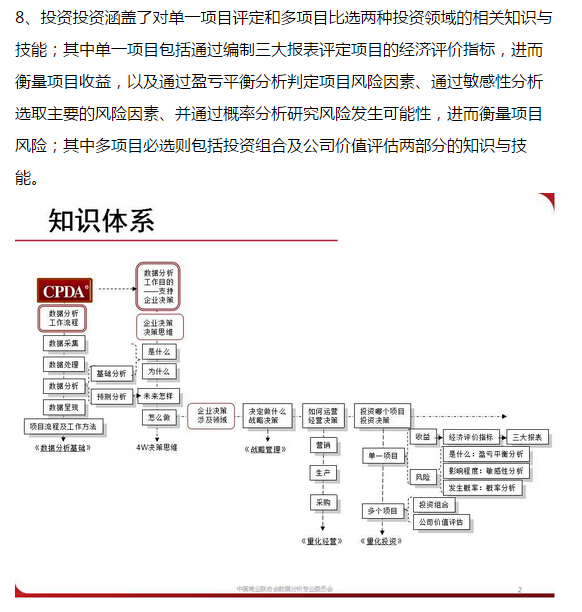 8、投资投资涵盖了对单一项目评定和多项目比选两种投资领域的相关知识与
技能；其中单一项目包括通过编制三大报表评定项目的经济评价指标，进而
衡量项目收益，以及通过盈亏平衡分析判定项目风险因素、通过敏感性分析
选取主要的风险因素、并通过概率分析研究风险发生可能性，进而衡量项目
风险；其中多项目必选则包括投资组合及公司价值评估两部分的知识与技
能。
知识体系
CPDA®
数据分析
工作流程
数据采集
数据处理
数据分析
数据呈现
项目流程及工作方法
《数据分析基础》
基础分析
预测分析
数据分析
工作目的
——支持
企业决策
企业决策
决策思维
是什么
为什么
未来怎样
怎么做
4W决策思维
企业决策
涉及领域
决定做什么
战略决策
《战略管理》
如何运营
经营决策
营销
生产
采购
《量化经营》
投资哪个项目
投资决策
单一项目
多个项目
《量化投资》
收益
经济评价指标
三大报表
风险
是什么：盈亏平衡分析
影响程度：敏感性分析
发生概率：概率分析
投资组合
公司价值评估
中国商业联合会数据分析专业委员会
2